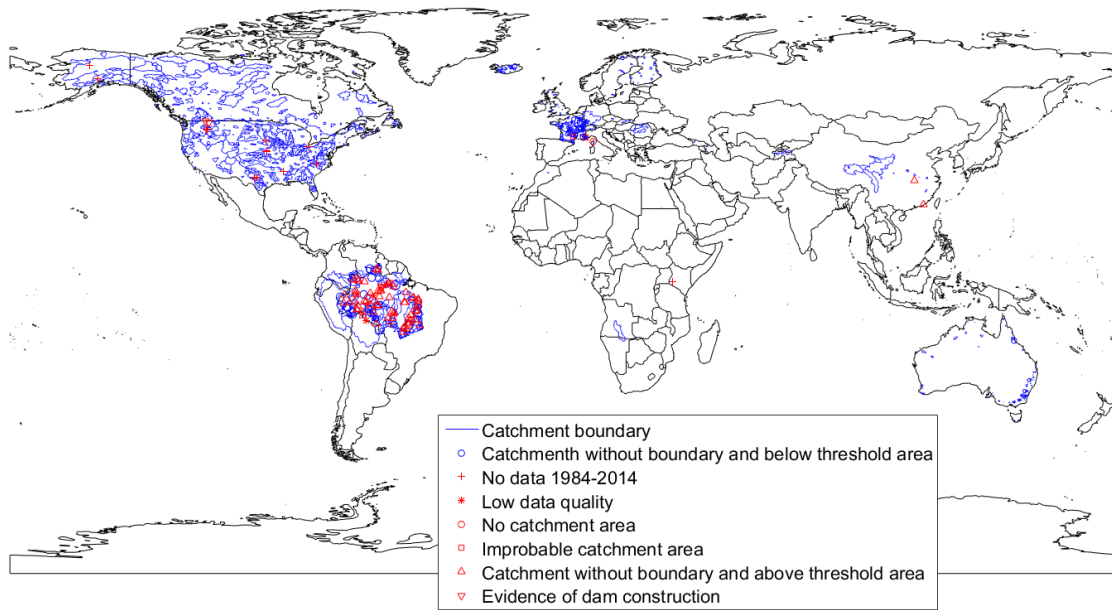 Catchment boundary
Catchmenth without boundary and below threshold area
No data 1984-2014
Low data quality
No catchment area
Improbable catchment area
Catchment without boundary and above threshold area
Evidence of dam construction